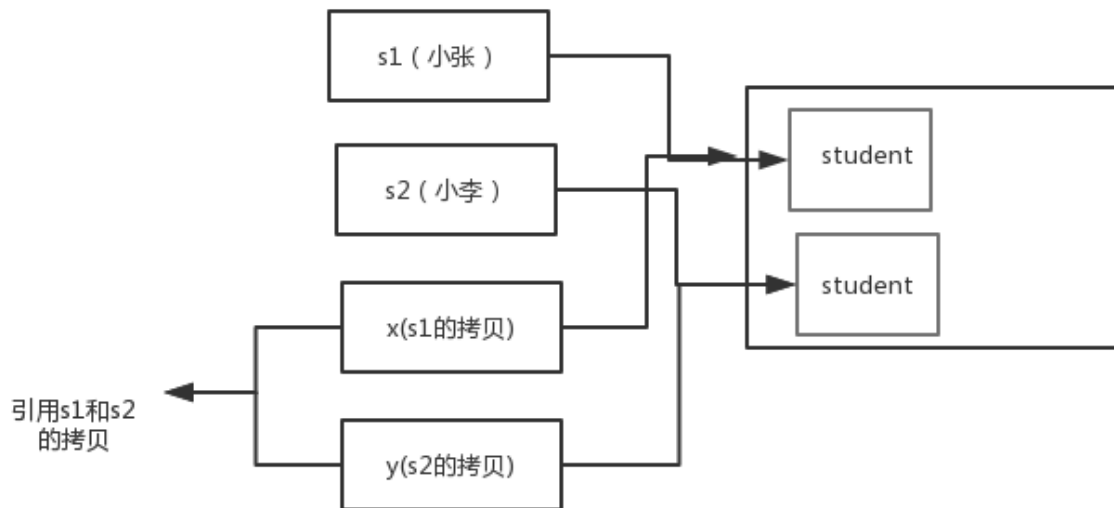 s1（小张）
student
s2（小李）
student
x(s1的拷贝)
引用s1和s2
的拷贝
y(s2的拷贝)